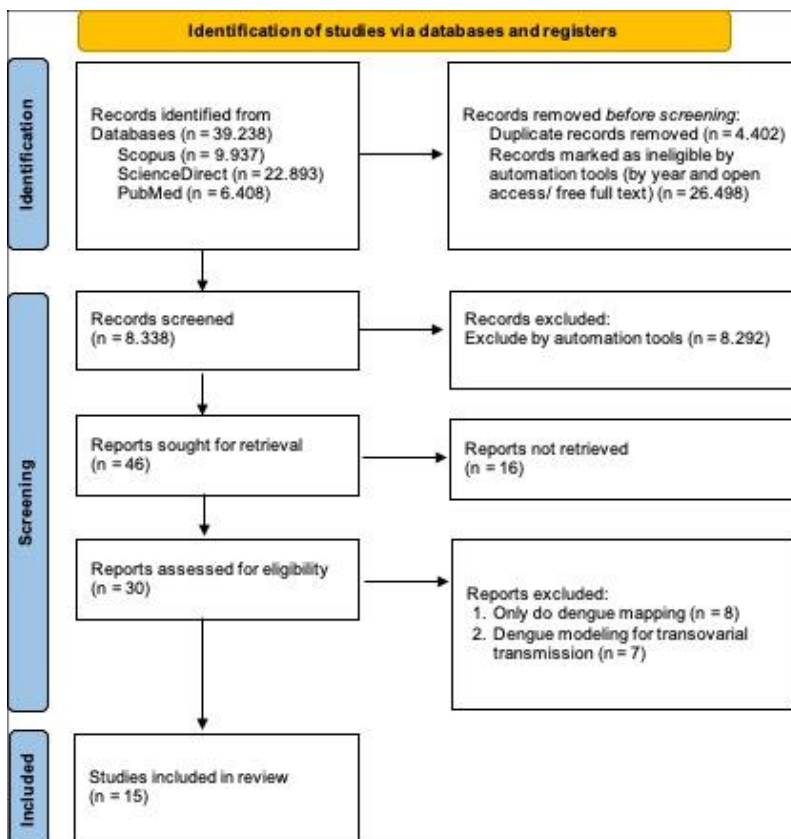 Identification of studies via databases and registers
Identification
Records identified from
Databases (n = 39.238)
Scopus (n = 9.937)
ScienceDirect (n = 22.893)
PubMed (n = 6.408)
Records removed before screening:
Duplicate records removed (n = 4.402)
Records marked as ineligible by
automation tools (by year and open
access/ free full text) (n = 26.498)
Screening
Records screened
(n = 8.338)
Records excluded:
Exclude by automation tools (n = 8.292)
Reports sought for retrieval
(n = 46)
Reports not retrieved
(n = 16)
Reports assessed for eligibility
(n = 30)
Reports excluded:
1. Only do dengue mapping (n = 8)
2. Dengue modeling for transovarial
transmission (n = 7)
Included
Studies included in review
(n = 15)